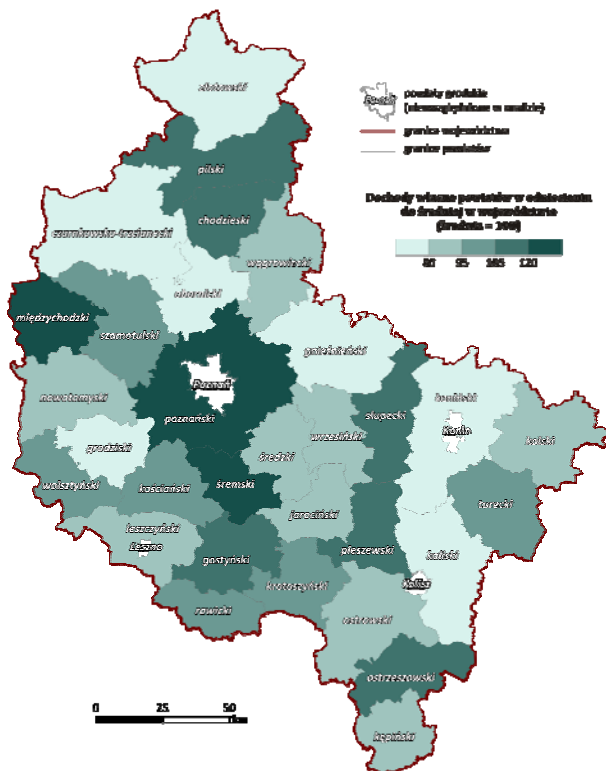 złotowski
powiaty grodzkie
(nieuwzględnione w analizie)
granica województwa
granice powiatów
pilski
Dochody własne powiatów w odniesieniu
do średniej w województwie
(średnia = 100)
80 95 105 120
chodzieski
czarnkowsko-trzcianecki
wągrowiecki
obornicki
międzychodzki
szamotulski
gnieźnieński
Poznań
nowotomyski
poznański
słupecki
koniński
Konin
kolski
grodziski
średzki
wrzesiński
wolsztyński
kościański
śremski
turecki
jarociński
leszczyński
Leszno
gostyński
pleszewski
kaliski
Kalisz
krotoszyński
rawicki
ostrowski
ostrzeszowski
kępiński
0 25 50
km